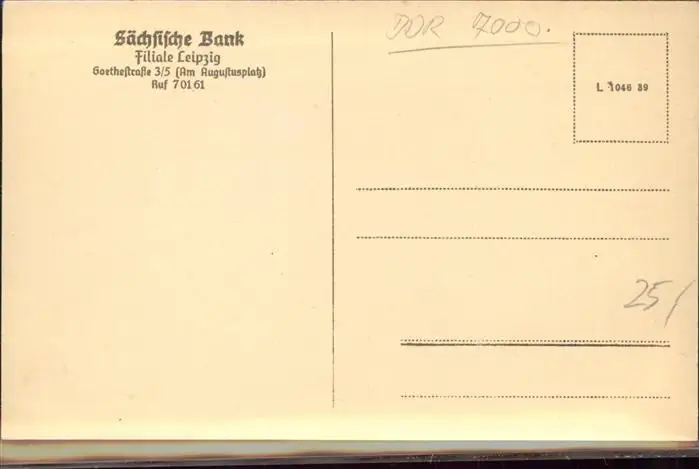 Sächsische Bank
Filiale Leipzig
Goethestraße 3/5 (Am Augustusplatz)
Ruf 70161
DDR 7000.
L 1046 39
25/